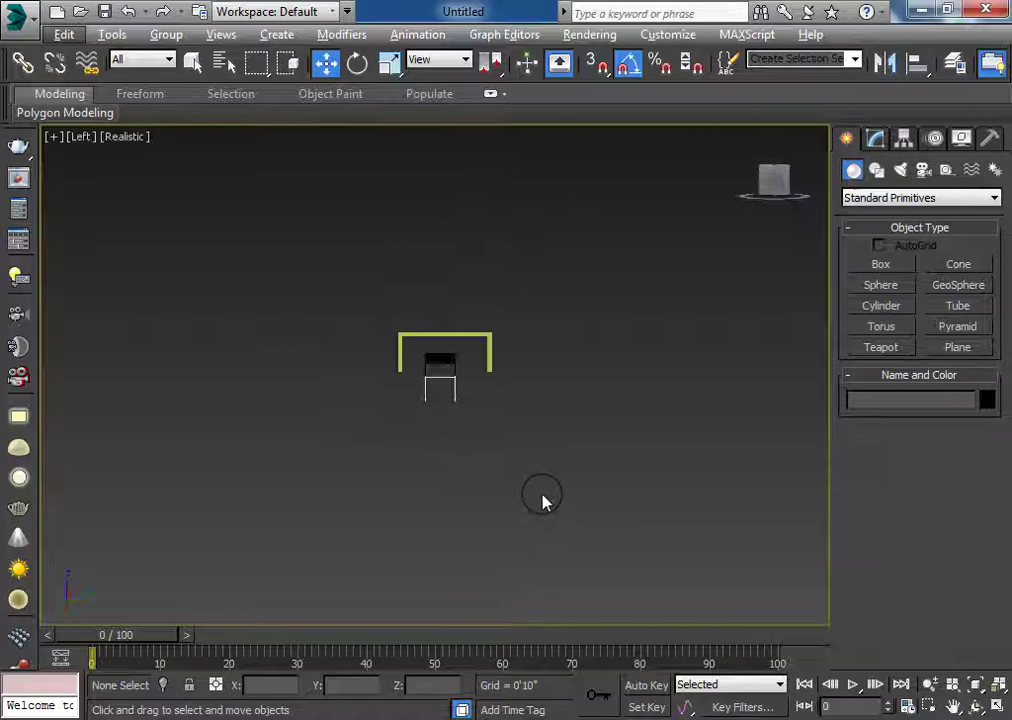 Workspace: Default
Untitled
Type a keyword or phrase
Edit Tools Group Views Create Modifiers Animation Graph Editors Rendering Customize MAXScript Help
All
View
3
%
ABC
Create Selection Se
Modeling Freeform Selection Object Paint Populate
Polygon Modeling
[+] [Left] [Realistic]
Standard Primitives
- Object Type
AutoGrid
Box Cone
Sphere GeoSphere
Cylinder Tube
Torus Pyramid
Teapot Plane
- Name and Color
< 0 / 100 >
0 10 20 30 40 50 60 70 80 90 100
None Select X: Y: Z: Grid = 0'10" Auto Key Selected
Welcome to Click and drag to select and move objects Add Time Tag Set Key Key Filters... 0